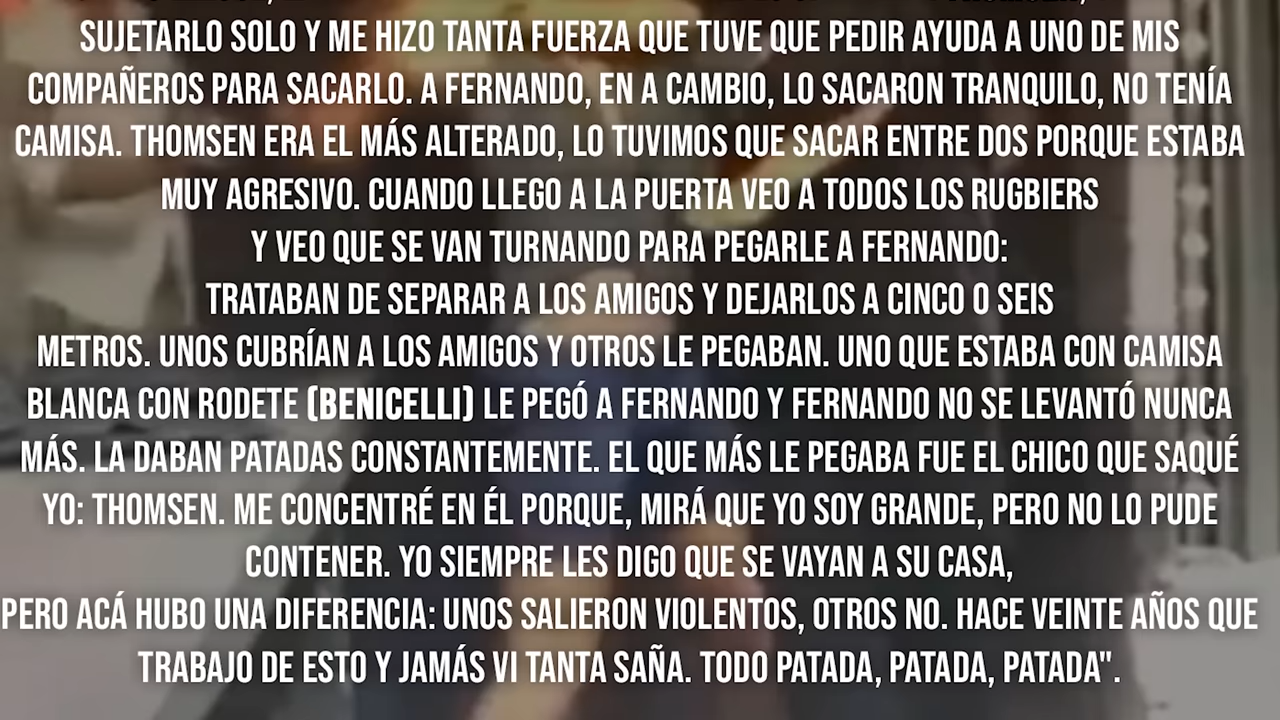 SUJETARLO SOLO Y ME HIZO TANTA FUERZA QUE TUVE QUE PEDIR AYUDA A UNO DE MIS
COMPAÑEROS PARA SACARLO. A FERNANDO, EN A CAMBIO, LO SACARON TRANQUILO, NO TENÍA
CAMISA. THOMSEN ERA EL MÁS ALTERADO, LO TUVIMOS QUE SACAR ENTRE DOS PORQUE ESTABA
MUY AGRESIVO. CUANDO LLEGO A LA PUERTA VEO A TODOS LOS RUGBIERS
Y VEO QUE SE VAN TURNANDO PARA PEGARLE A FERNANDO:
TRATABAN DE SEPARAR A LOS AMIGOS Y DEJARLOS A CINCO O SEIS
METROS. UNOS CUBRÍAN A LOS AMIGOS Y OTROS LE PEGABAN. UNO QUE ESTABA CON CAMISA
BLANCA CON RODETE (BENICELLI) LE PEGÓ A FERNANDO Y FERNANDO NO SE LEVANTÓ NUNCA
MÁS. LA DABAN PATADAS CONSTANTEMENTE. EL QUE MÁS LE PEGABA FUE EL CHICO QUE SAQUÉ
YO: THOMSEN. ME CONCENTRÉ EN ÉL PORQUE, MIRÁ QUE YO SOY GRANDE, PERO NO LO PUDE
CONTENER. YO SIEMPRE LES DIGO QUE SE VAYAN A SU CASA,
PERO ACÁ HUBO UNA DIFERENCIA: UNOS SALIERON VIOLENTOS, OTROS NO. HACE VEINTE AÑOS QUE
TRABAJO DE ESTO Y JAMÁS VI TANTA SAÑA. TODO PATADA, PATADA, PATADA".